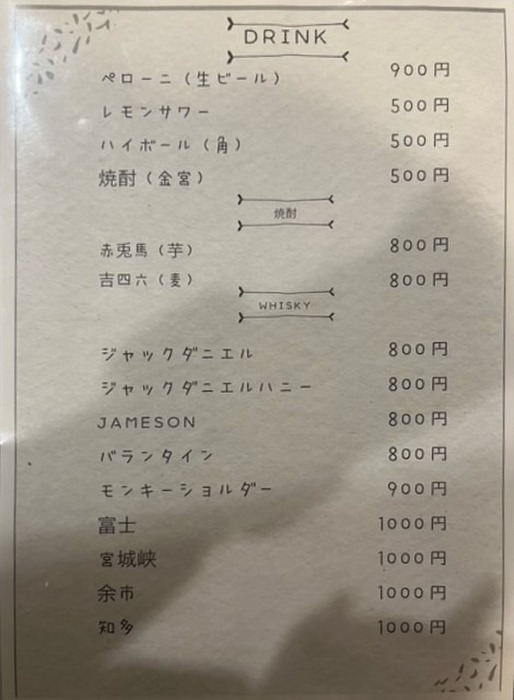 DRINK
ペローニ（生ビール） 900円
レモンサワー 500円
ハイボール（角） 500円
焼酎（金宮） 500円
焼酎
赤兎馬（芋） 800円
吉四六（麦） 800円
WHISKY
ジャックダニエル 800円
ジャックダニエルハニー 800円
JAMESON 800円
バランタイン 800円
モンキーショルダー 900円
富士 1000円
宮城峡 1000円
余市 1000円
知多 1000円